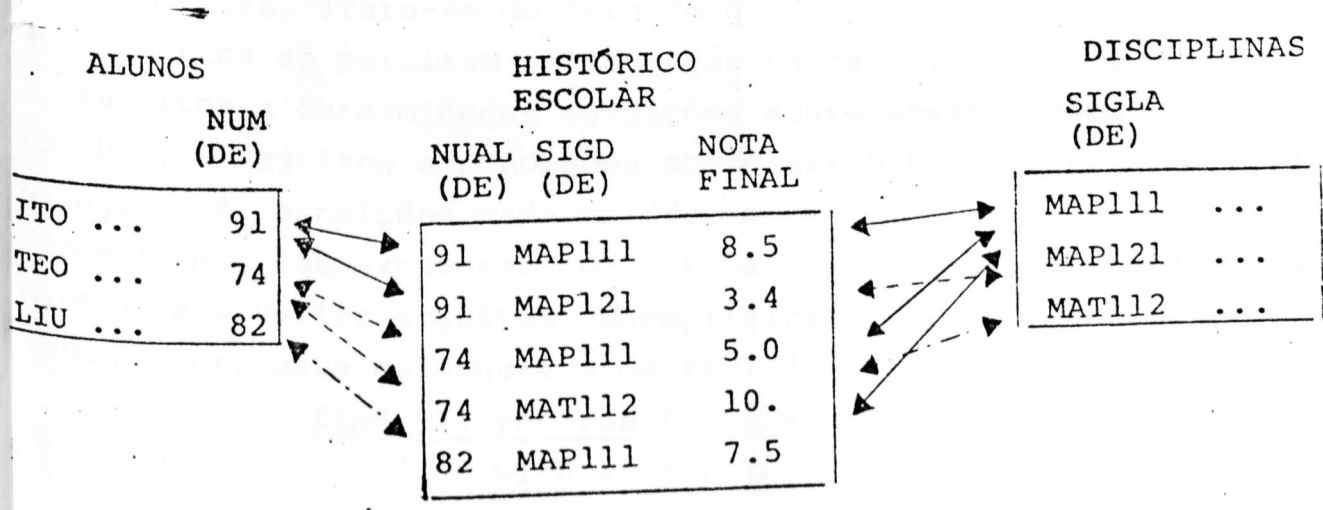 ALUNOS
NUM
(DE)
ITO ... 91
TEO ... 74
LIU ... 82
HISTÓRICO
ESCOLAR
NUAL SIGD NOTA
(DE) (DE) FINAL
91 MAP111 8.5
91 MAP121 3.4
74 MAP111 5.0
74 MAT112 10.
82 MAP111 7.5
DISCIPLINAS
SIGLA
(DE)
MAP111 ...
MAP121 ...
MAT112 ...